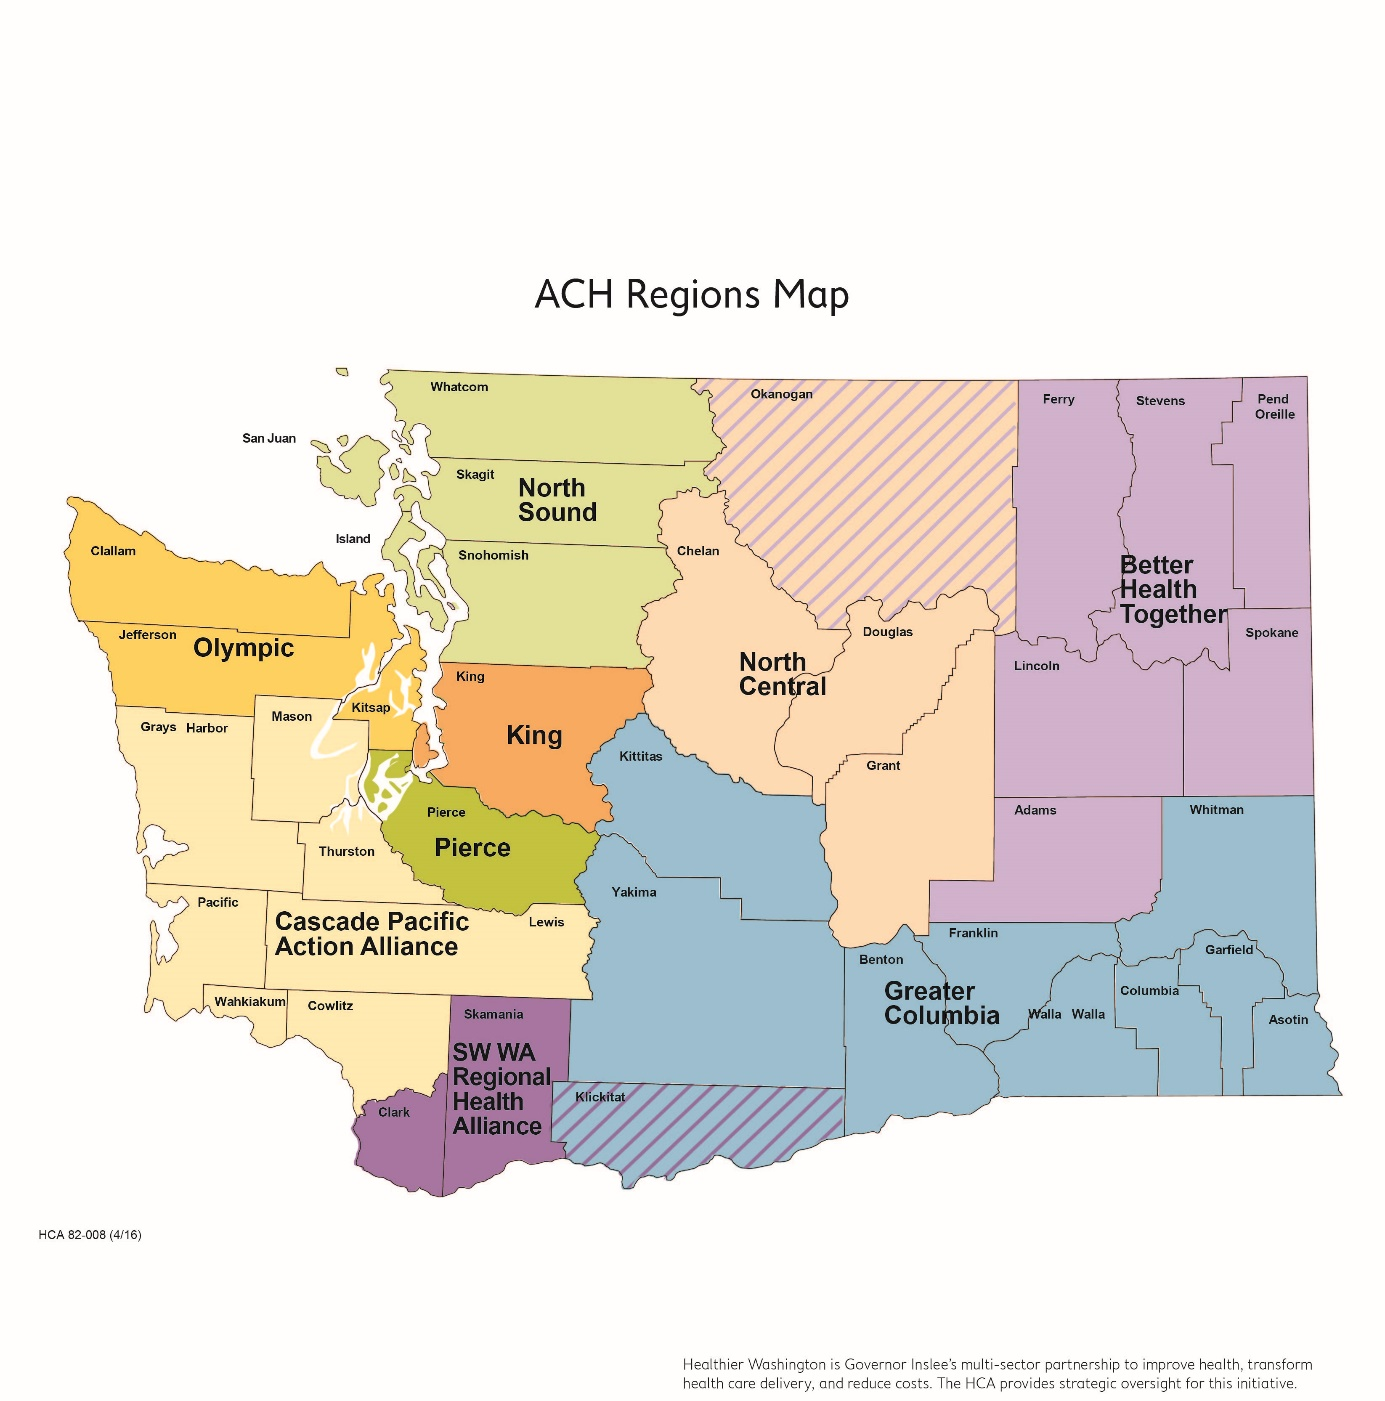 ACH Regions Map
Whatcom
Okanogan
Ferry
Stevens
Pend
Oreille
San Juan
Skagit
North
Sound
Island
Clallam
Snohomish
Chelan
Better
Health
Together
Jefferson
Olympic
Douglas
Spokane
King
North
Central
Lincoln
Kitsap
Mason
Grays Harbor
King
Kittitas
Grant
Pierce
Adams
Whitman
Thurston
Pierce
Yakima
Pacific
Cascade Pacific
Action Alliance
Lewis
Franklin
Garfield
Benton
Greater
Columbia
Columbia
Wahkiakum
Cowlitz
Skamania
Walla Walla
Asotin
SW WA
Regional
Health
Alliance
Klickitat
Clark
HCA 82-008 (4/16)
Healthier Washington is Governor Inslee's multi-sector partnership to improve health, transform
health care delivery, and reduce costs. The HCA provides strategic oversight for this initiative.